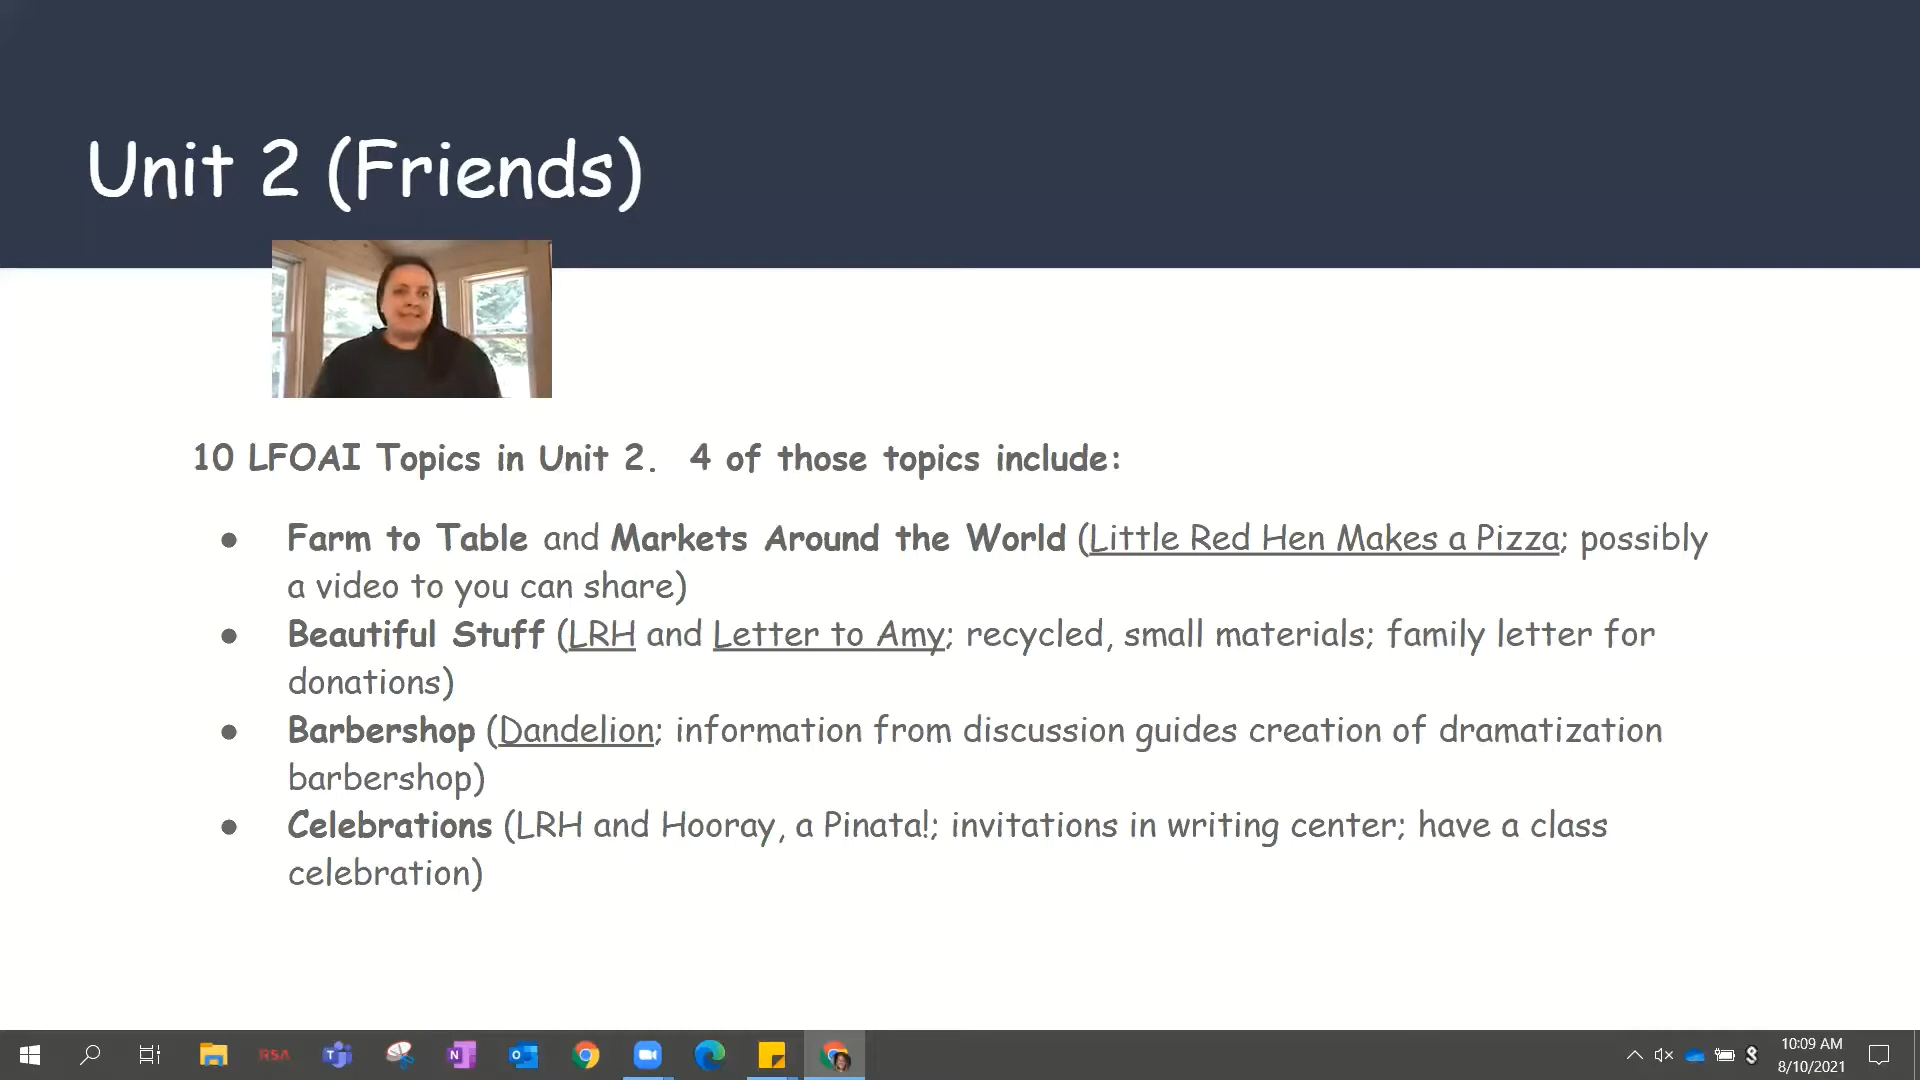 Unit 2 (Friends)
10 LFOAI Topics in Unit 2. 4 of those topics include:
● Farm to Table and Markets Around the World (Little Red Hen Makes a Pizza; possibly
a video to you can share)
● Beautiful Stuff (LRH and Letter to Amy; recycled, small materials; family letter for
donations)
● Barbershop (Dandelion; information from discussion guides creation of dramatization
barbershop)
● Celebrations (LRH and Hooray, a Pinata!; invitations in writing center; have a class
celebration)
RSA
10:09 AM
8/10/2021